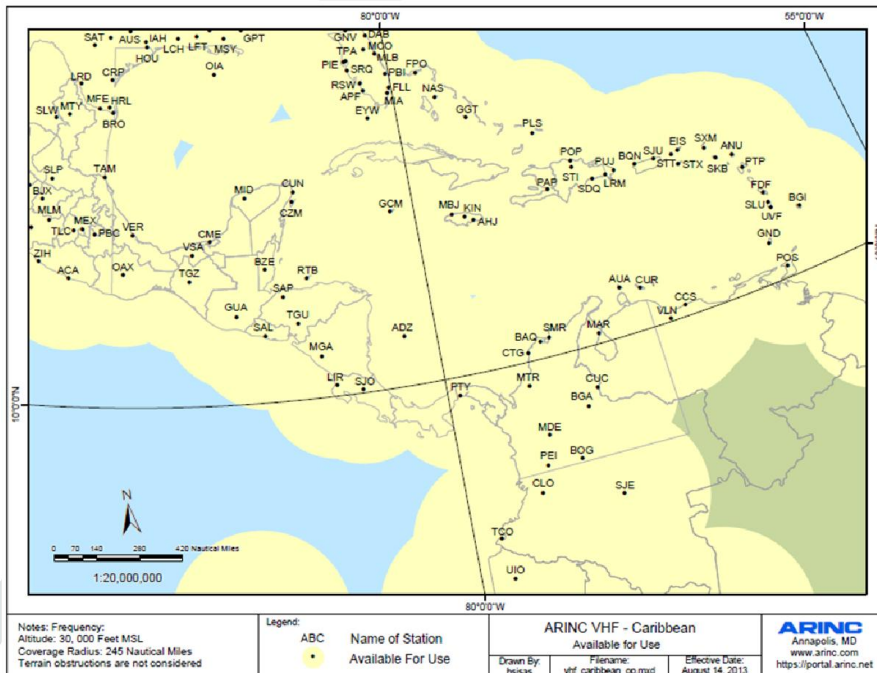 80°0'0"W
55°0'0"W
SAT
AUS
IAH
HOU
LCH
LFT
MSY
GPT
GNV
DAB
OIA
TPA
MCO
MLB
PIE
SRQ
PBI
FPO
LRD
CRP
RSW
FLL
APF
MIA
NAS
MFE
HRL
SLW
MTY
BRO
EYW
GGT
PLS
POP
BQN
SJU
EIS
SXM
ANU
PUJ
STT
STX
SKB
PTP
SLP
TAM
STI
PAP
SDQ
LRM
FDF
BJX
MID
CUN
GCM
SLU
BGI
MLM
CZM
MBJ
KIN
UVF
MEX
AHJ
TLC
PBC
VER
CME
GND
ZIH
VSA
POS
ACA
OAX
TGZ
BZE
RTB
AUA
CUR
SAP
CCS
GUA
VLN
TGU
SAL
ADZ
SMR
MAR
BAQ
MGA
CTG
LIR
SJO
PTY
MTR
CUC
10°0'0"N
BGA
MDE
PEI
BOG
CLO
SJE
N
TCO
0 70 140 280 420 Nautical Miles
1:20,000,000
UIO
80°0'0"W
Notes: Frequency:
Altitude: 30, 000 Feet MSL
Coverage Radius: 245 Nautical Miles
Terrain obstructions are not considered
Legend:
ABC Name of Station
Available For Use
ARINC VHF - Caribbean
Available for Use
Drawn By:
Filename:
vhf_caribbean_op.mxd
Effective Date:
August 14, 2013
ARINC
Annapolis, MD
www.arinc.com
https://portal.arinc.net